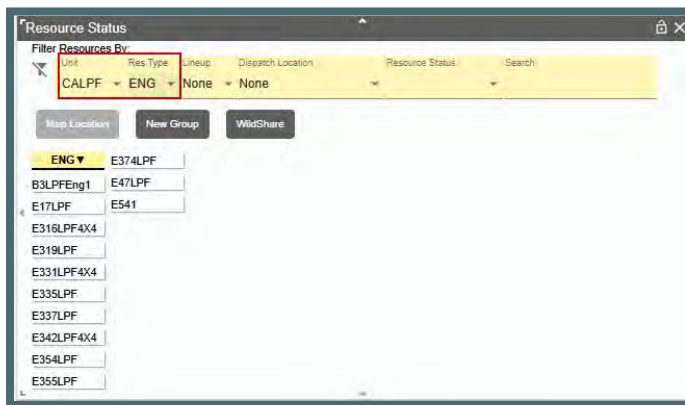 Resource Status
Filter Resources By:
Unit Res Type Lineup Dispatch Location Resource Status Search
CALPF ENG None None
Map Location New Group WildShare
ENG▼ E374LPF
B3LPFEng1 E47LPF
E17LPF E541
E316LPF4X4
E319LPF
E331LPF4X4
E335LPF
E337LPF
E342LPF4X4
E354LPF
E355LPF